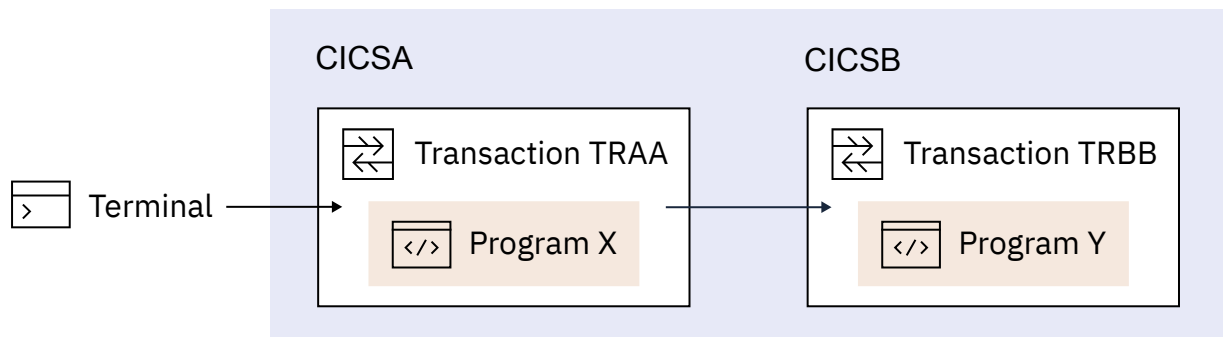 CICSA
CICSB
Transaction TRAA
Transaction TRBB
Terminal
</> Program X
</> Program Y